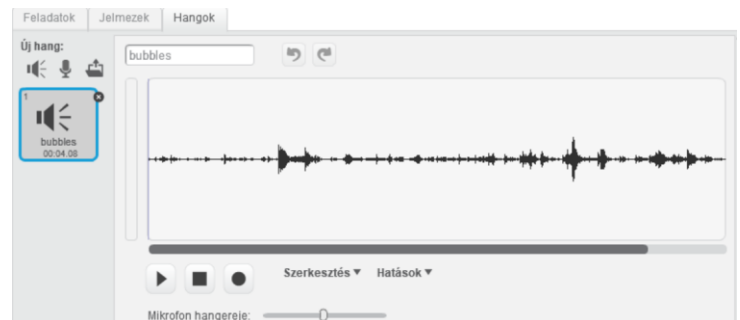 Feladatok Jelmezek Hangok
Új hang:
bubbles
1
bubbles
00:04.08
Szerkesztés Hatások
Mikrofon hangereje: